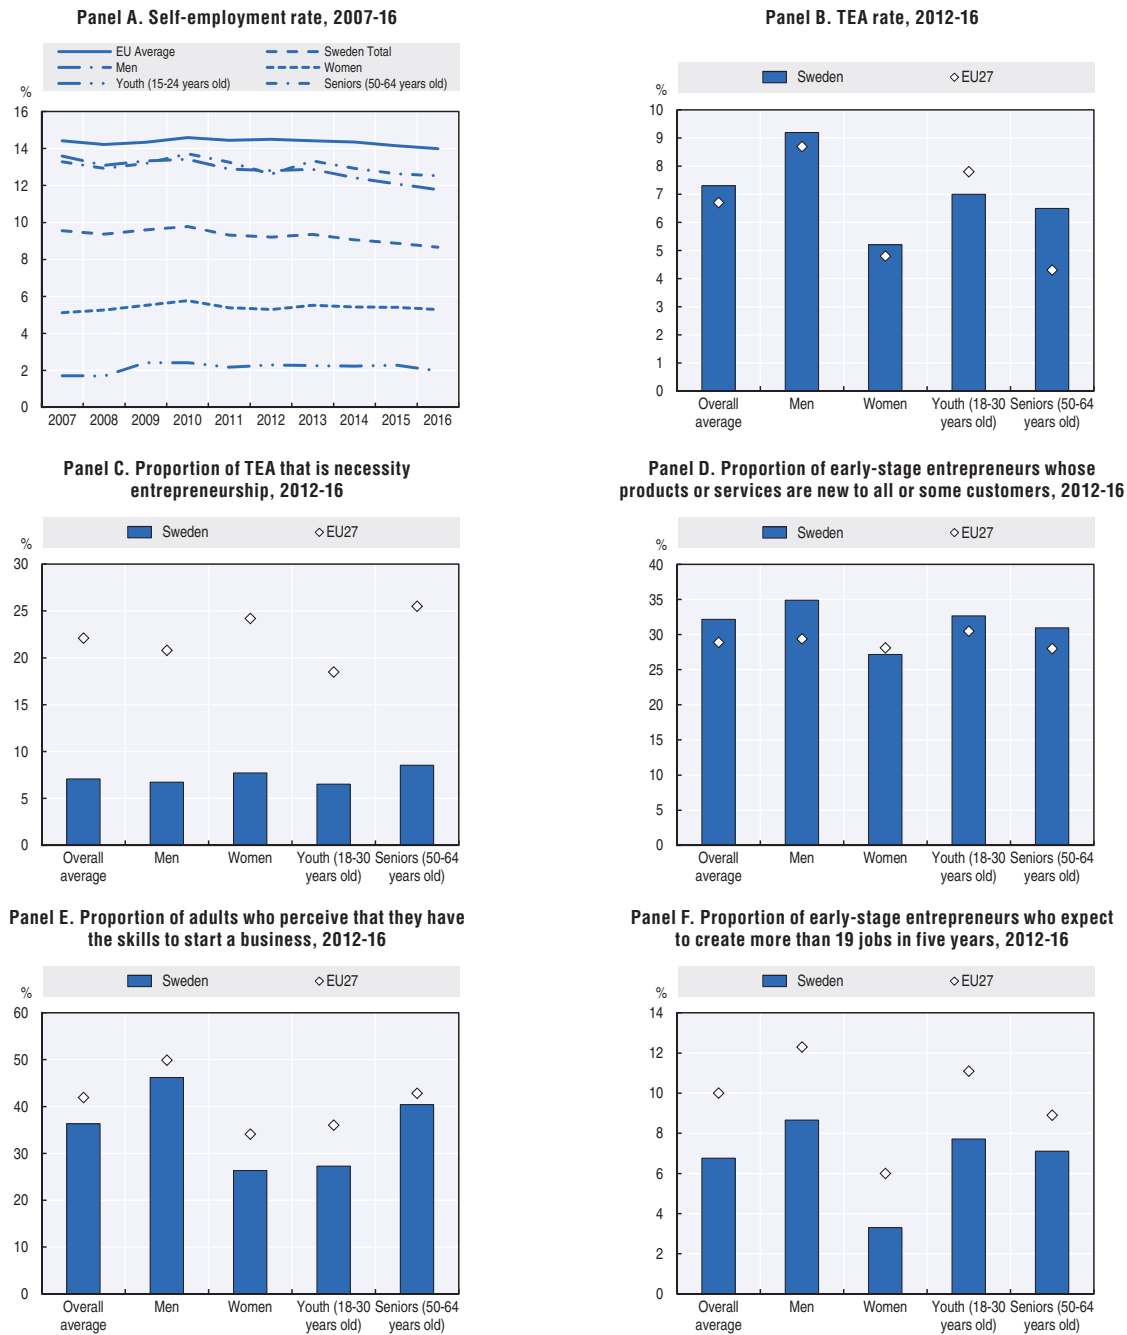 Panel A. Self-employment rate, 2007-16
EU Average
Sweden Total
Men
Women
Youth (15-24 years old)
Seniors (50-64 years old)
%
16
14
12
10
8
6
4
2
0
2007 2008 2009 2010 2011 2012 2013 2014 2015 2016
Panel B. TEA rate, 2012-16
Sweden
EU27
%
10
9
8
7
6
5
4
3
2
1
0
Overall
average
Men
Women
Youth (18-30
years old)
Seniors (50-64
years old)
Panel C. Proportion of TEA that is necessity
entrepreneurship, 2012-16
Sweden
EU27
%
30
25
20
15
10
5
0
Overall
average
Men
Women
Youth (18-30
years old)
Seniors (50-64
years old)
Panel D. Proportion of early-stage entrepreneurs whose
products or services are new to all or some customers, 2012-16
Sweden
EU27
%
40
35
30
25
20
15
10
5
0
Overall
average
Men
Women
Youth (18-30
years old)
Seniors (50-64
years old)
Panel E. Proportion of adults who perceive that they have
the skills to start a business, 2012-16
Sweden
EU27
%
60
50
40
30
20
10
0
Overall
average
Men
Women
Youth (18-30
years old)
Seniors (50-64
years old)
Panel F. Proportion of early-stage entrepreneurs who expect
to create more than 19 jobs in five years, 2012-16
Sweden
EU27
%
14
12
10
8
6
4
2
0
Overall
average
Men
Women
Youth (18-30
years old)
Seniors (50-64
years old)